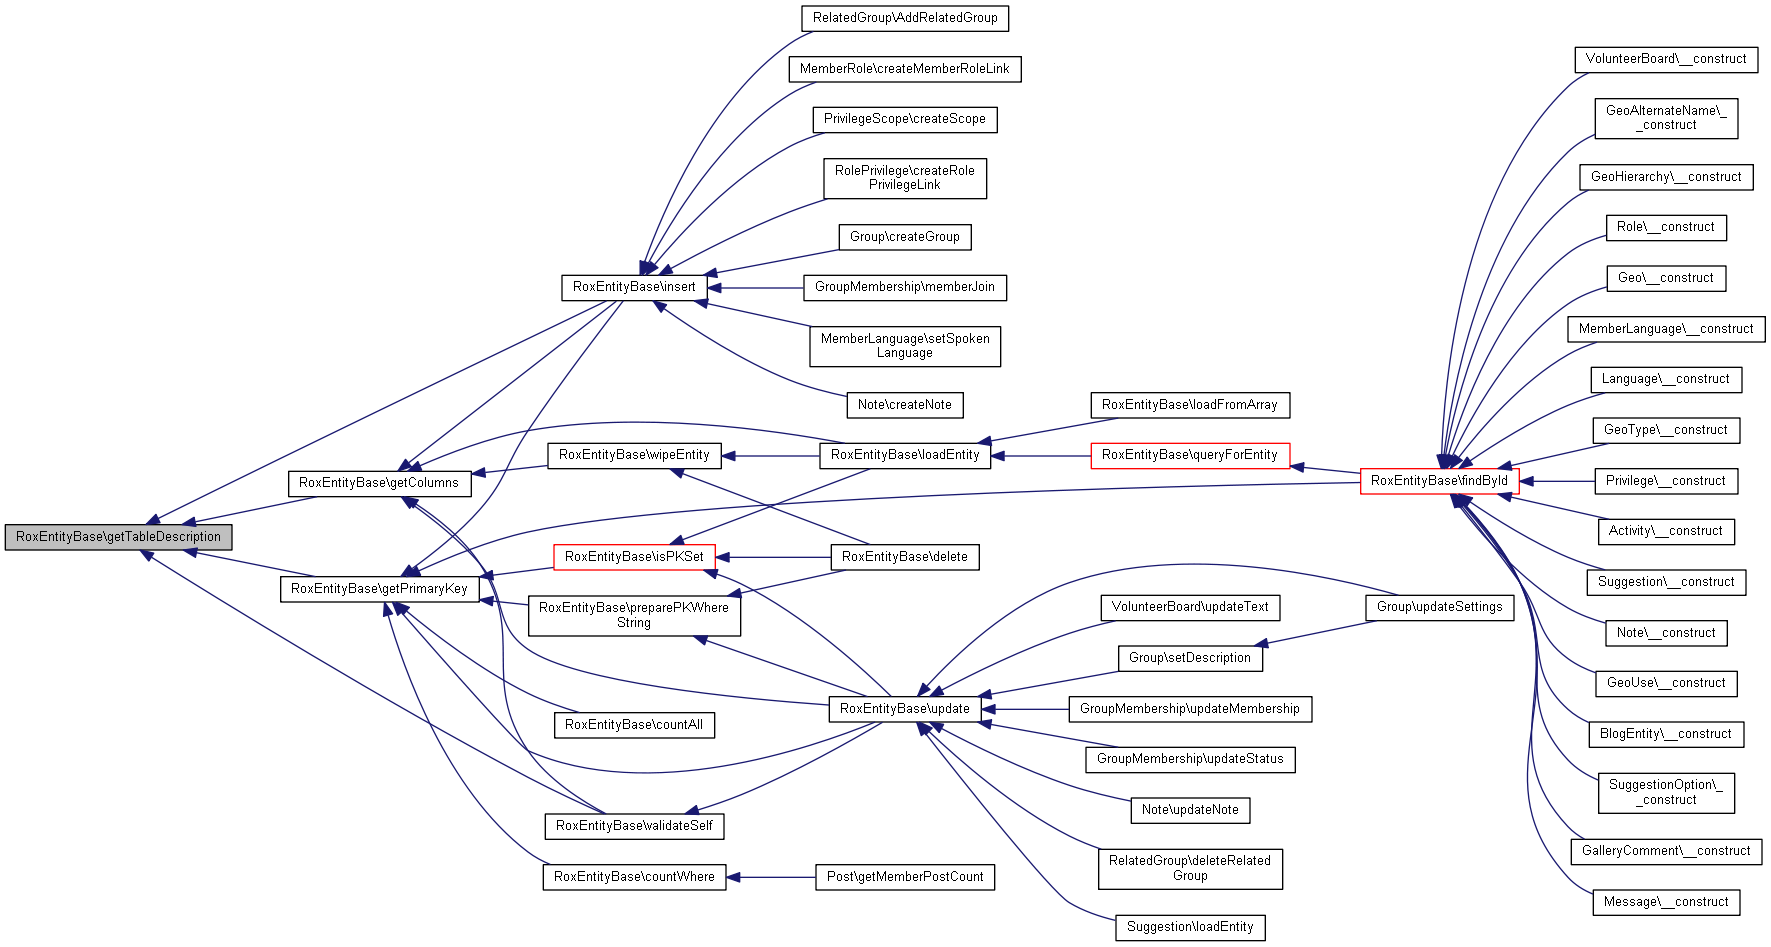 RelatedGroup\AddRelatedGroup
MemberRole\createMemberRoleLink
PrivilegeScope\createScope
RolePrivilege\createRole
PrivilegeLink
Group\createGroup
RoxEntityBase\insert
GroupMembership\memberJoin
MemberLanguage\setSpoken
Language
Note\createNote
RoxEntityBase\loadFromArray
RoxEntityBase\getColumns
RoxEntityBase\wipeEntity
RoxEntityBase\loadEntity
RoxEntityBase\queryForEntity
RoxEntityBase\findById
RoxEntityBase\getTableDescription
RoxEntityBase\getPrimaryKey
RoxEntityBase\isPKSet
RoxEntityBase\delete
RoxEntityBase\preparePKWhere
String
VolunteerBoard\updateText
Group\updateSettings
Group\setDescription
RoxEntityBase\update
GroupMembership\updateMembership
RoxEntityBase\countAll
GroupMembership\updateStatus
Note\updateNote
RoxEntityBase\validateSelf
RelatedGroup\deleteRelated
Group
RoxEntityBase\countWhere
Post\getMemberPostCount
Suggestion\loadEntity
VolunteerBoard\__construct
GeoAlternateName\_
_construct
GeoHierarchy\__construct
Role\__construct
Geo\__construct
MemberLanguage\__construct
Language\__construct
GeoType\__construct
Privilege\__construct
Activity\__construct
Suggestion\__construct
Note\__construct
GeoUse\__construct
BlogEntity\__construct
SuggestionOption\_
_construct
GalleryComment\__construct
Message\__construct